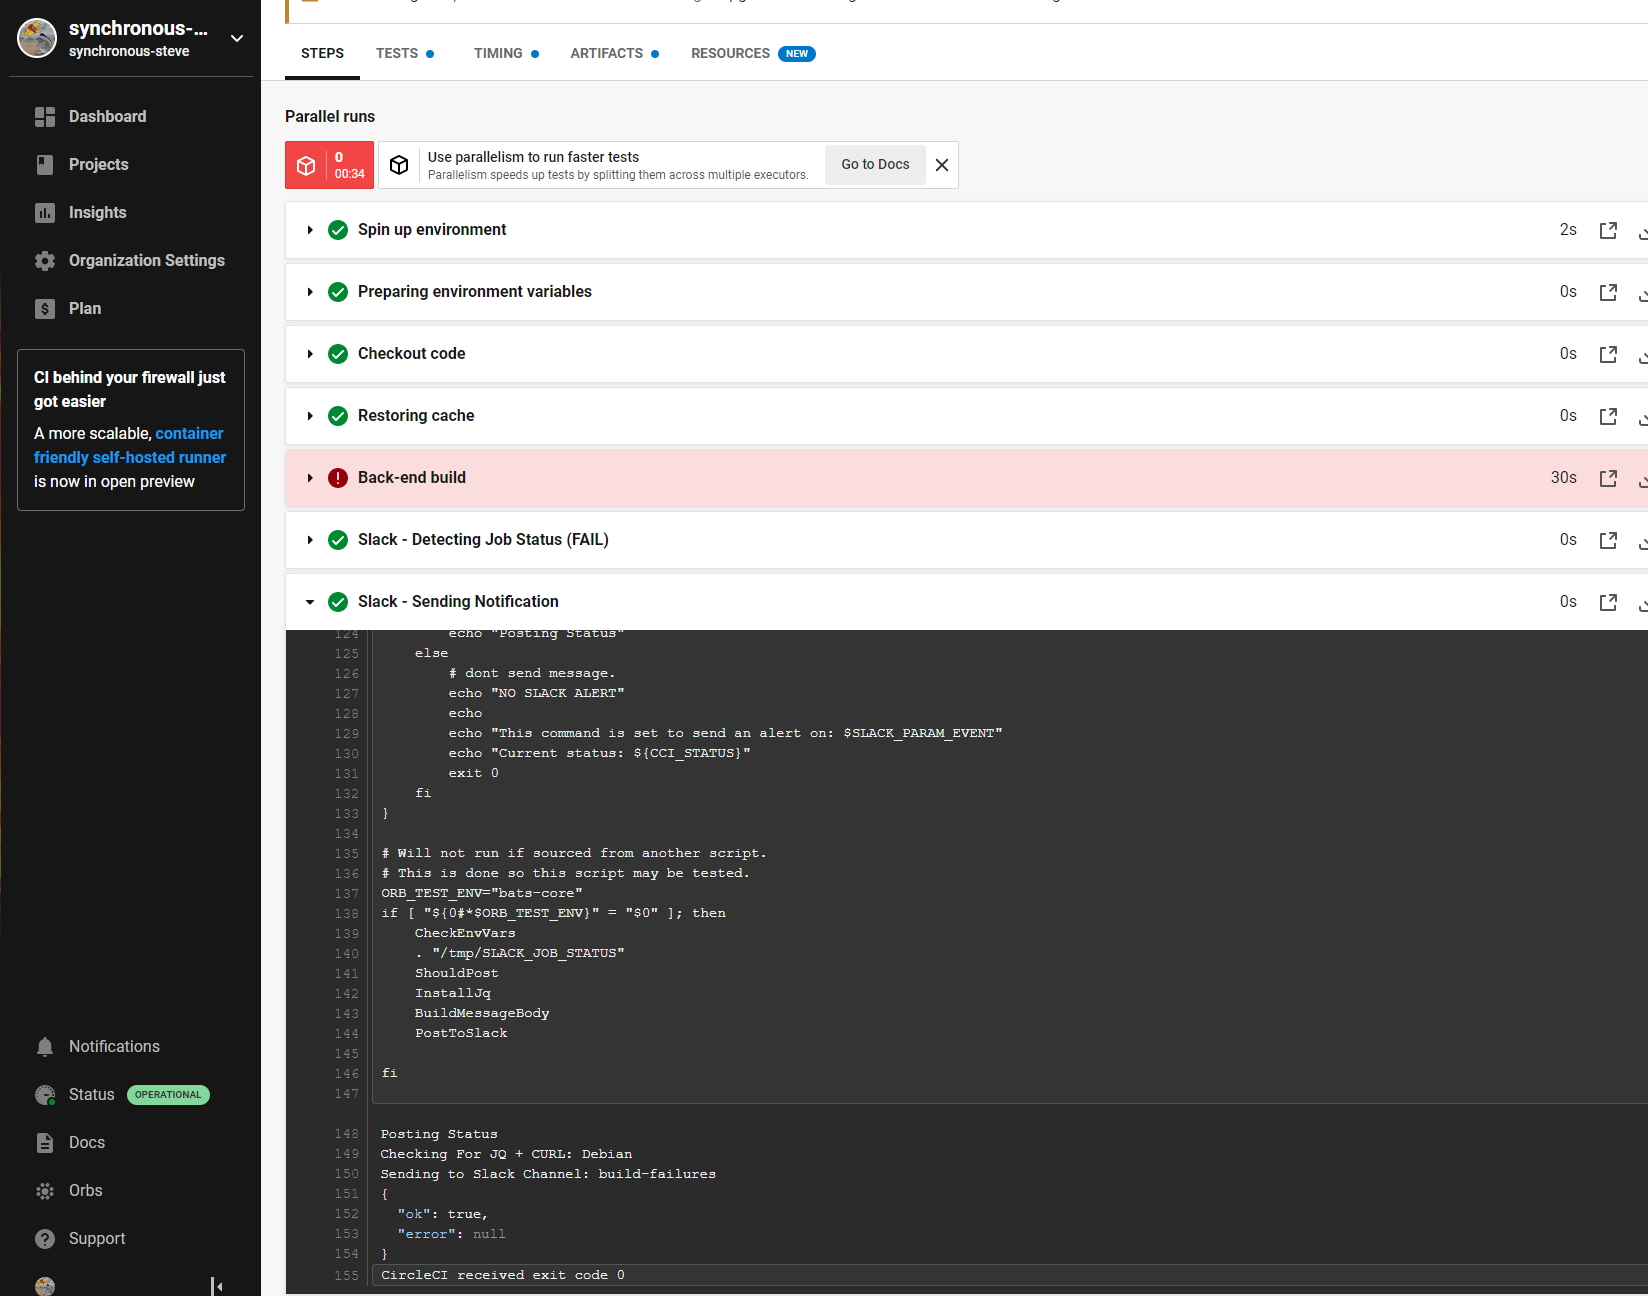 synchronous-...
synchronous-steve
Dashboard
Projects
Insights
Organization Settings
Plan
CI behind your firewall just
got easier
A more scalable, container
friendly self-hosted runner
is now in open preview
Notifications
Status OPERATIONAL
Docs
Orbs
Support
STEPS TESTS TIMING ARTIFACTS RESOURCES NEW
Parallel runs
0
00:34
Use parallelism to run faster tests
Parallelism speeds up tests by splitting them across multiple executors.
Go to Docs
Spin up environment 2s
Preparing environment variables 0s
Checkout code 0s
Restoring cache 0s
Back-end build 30s
Slack - Detecting Job Status (FAIL) 0s
Slack - Sending Notification 0s
124 echo "Posting Status"
125 else
126 # dont send message.
127 echo "NO SLACK ALERT"
128 echo
129 echo "This command is set to send an alert on: $SLACK_PARAM_EVENT"
130 echo "Current status: ${CCI_STATUS}"
131 exit 0
132 fi
133 }
134
135 # Will not run if sourced from another script.
136 # This is done so this script may be tested.
137 ORB_TEST_ENV="bats-core"
138 if [ "${0#*$ORB_TEST_ENV}" = "$0" ]; then
139 CheckEnvVars
140 . "/tmp/SLACK_JOB_STATUS"
141 ShouldPost
142 InstallJq
143 BuildMessageBody
144 PostToSlack
145
146 fi
147
148 Posting Status
149 Checking For JQ + CURL: Debian
150 Sending to Slack Channel: build-failures
151 {
152 "ok": true,
153 "error": null
154 }
155 CircleCI received exit code 0